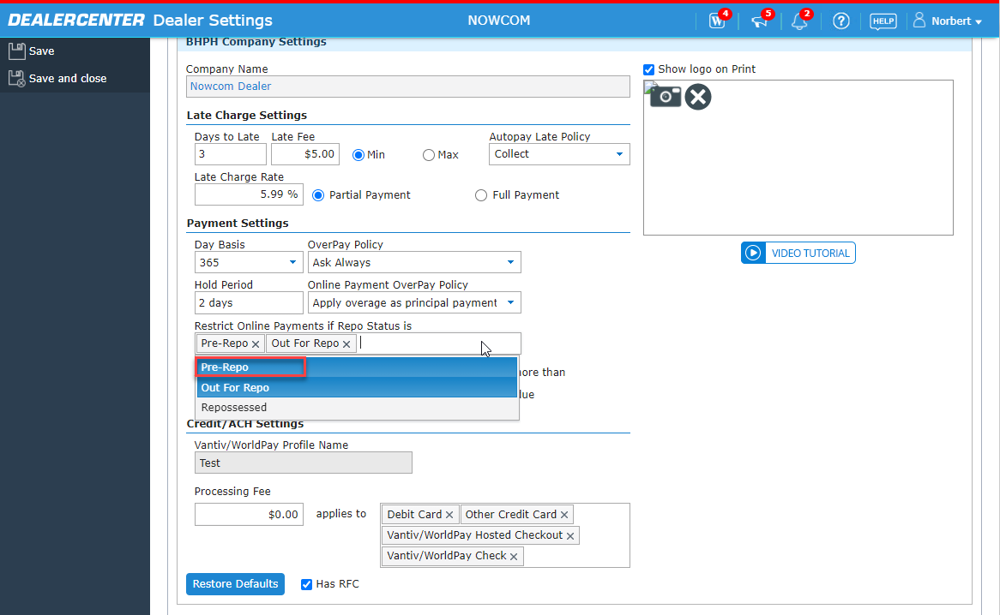 DEALERCENTER Dealer Settings NOWCOM W 4 5 2 ? HELP Norbert
Save
Save and close
BHPH Company Settings
Company Name
Nowcom Dealer
Show logo on Print
Late Charge Settings
Days to Late Late Fee Autopay Late Policy
3 $5.00 Min Max Collect
Late Charge Rate
5.99 % Partial Payment Full Payment
Payment Settings
Day Basis OverPay Policy
365 Ask Always
VIDEO TUTORIAL
Hold Period Online Payment OverPay Policy
2 days Apply overage as principal payment
Restrict Online Payments if Repo Status is
Pre-Repo Out For Repo
Pre-Repo
ore than
Out For Repo
lue
Repossessed
Credit/ACH Settings
Vantiv/WorldPay Profile Name
Test
Processing Fee
$0.00 applies to Debit Card Other Credit Card
Vantiv/WorldPay Hosted Checkout
Vantiv/WorldPay Check
Restore Defaults Has RFC